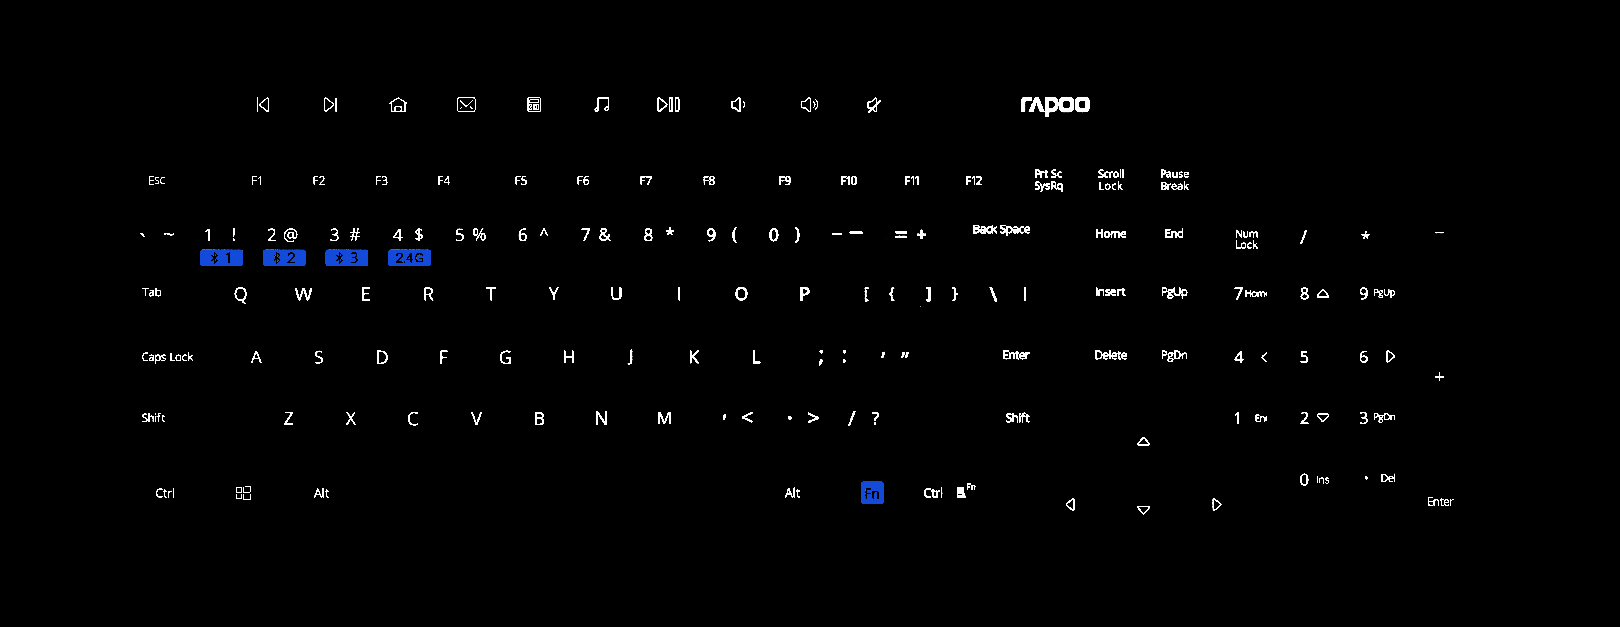 rapoo
Esc F1 F2 F3 F4 F5 F6 F7 F8 F9 F10 F11 F12 Prt Sc SysRq Scroll Lock Pause Break
` ~ 1 ! 2 @ 3 # 4 $ 5 % 6 ^ 7 & 8 * 9 ( 0 ) - — = + Back Space Home End Num Lock / * -
1 2 3 2.4G
Tab Q W E R T Y U I O P [ { ] } \ | Insert PgUp 7 Home 8 9 PgUp
Caps Lock A S D F G H J K L ; : ' " Enter Delete PgDn 4 5 6
+
Shift Z X C V B N M , < . > / ? Shift 1 End 2 3 PgDn
0 Ins . Del
Ctrl Alt Alt Fn Ctrl Fn
Enter